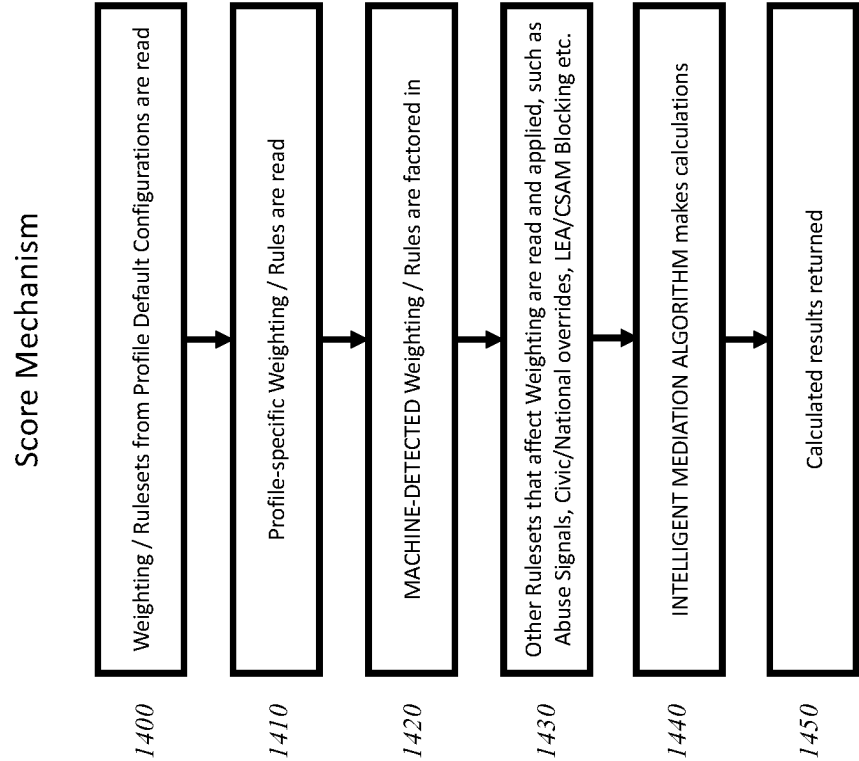 Score Mechanism
1400
Weighting / Rulesets from Profile Default Configurations are read
1410
Profile-specific Weighting / Rules are read
1420
MACHINE-DETECTED Weighting / Rules are factored in
1430
Other Rulesets that affect Weighting are read and applied, such as
Abuse Signals, Civic/National overrides, LEA/CSAM Blocking etc.
1440
INTELLIGENT MEDIATION ALGORITHM makes calculations
1450
Calculated results returned